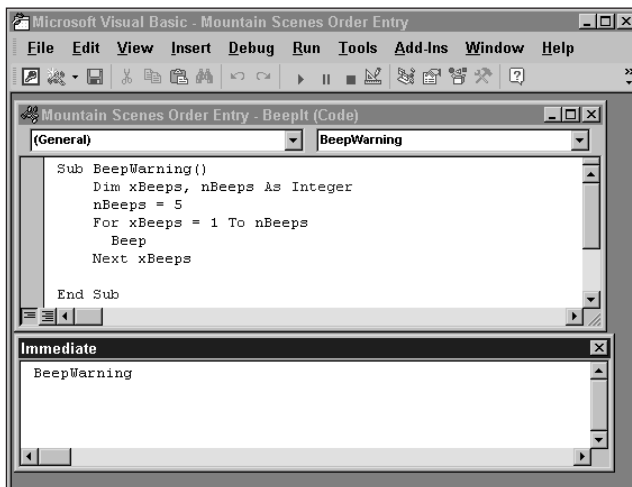 Microsoft Visual Basic - Mountain Scenes Order Entry
File Edit View Insert Debug Run Tools Add-Ins Window Help
Mountain Scenes Order Entry - BeepIt (Code)
(General) BeepWarning
Sub BeepWarning()
Dim xBeeps, nBeeps As Integer
nBeeps = 5
For xBeeps = 1 To nBeeps
Beep
Next xBeeps
End Sub
Immediate
BeepWarning